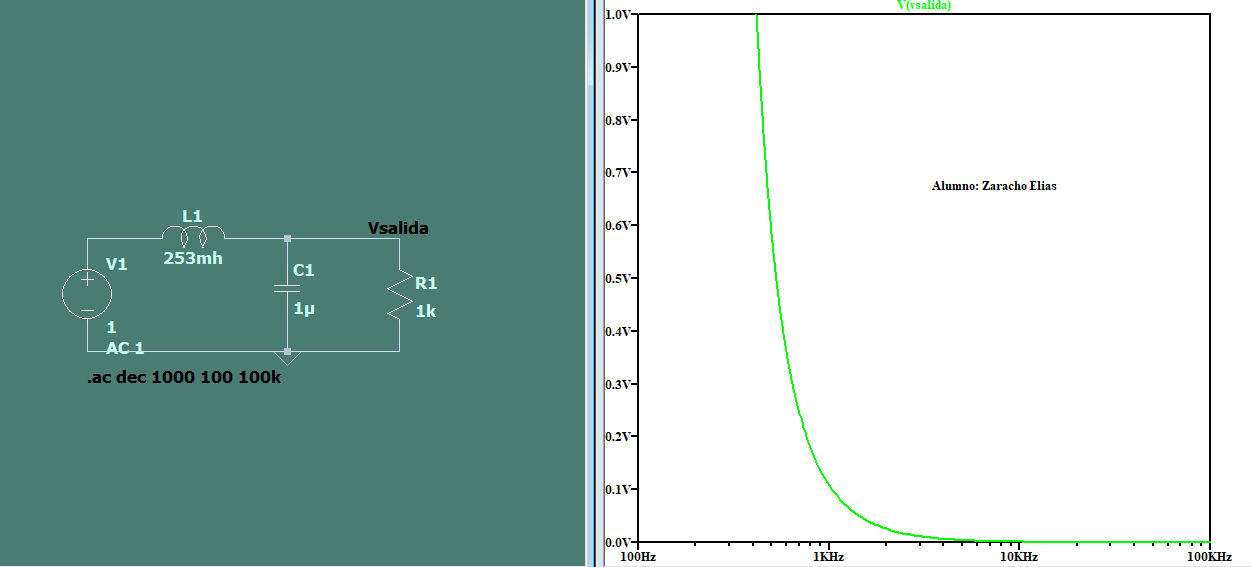 L1
253mh
Vsalida
V1
C1
R1
1µ
1k
1
AC 1
.ac dec 1000 100 100k
V(vsalida)
1.0V
0.9V
0.8V
0.7V
0.6V
0.5V
0.4V
0.3V
0.2V
0.1V
0.0V
Alumno: Zaracho Elias
100Hz 1KHz 10KHz 100KHz